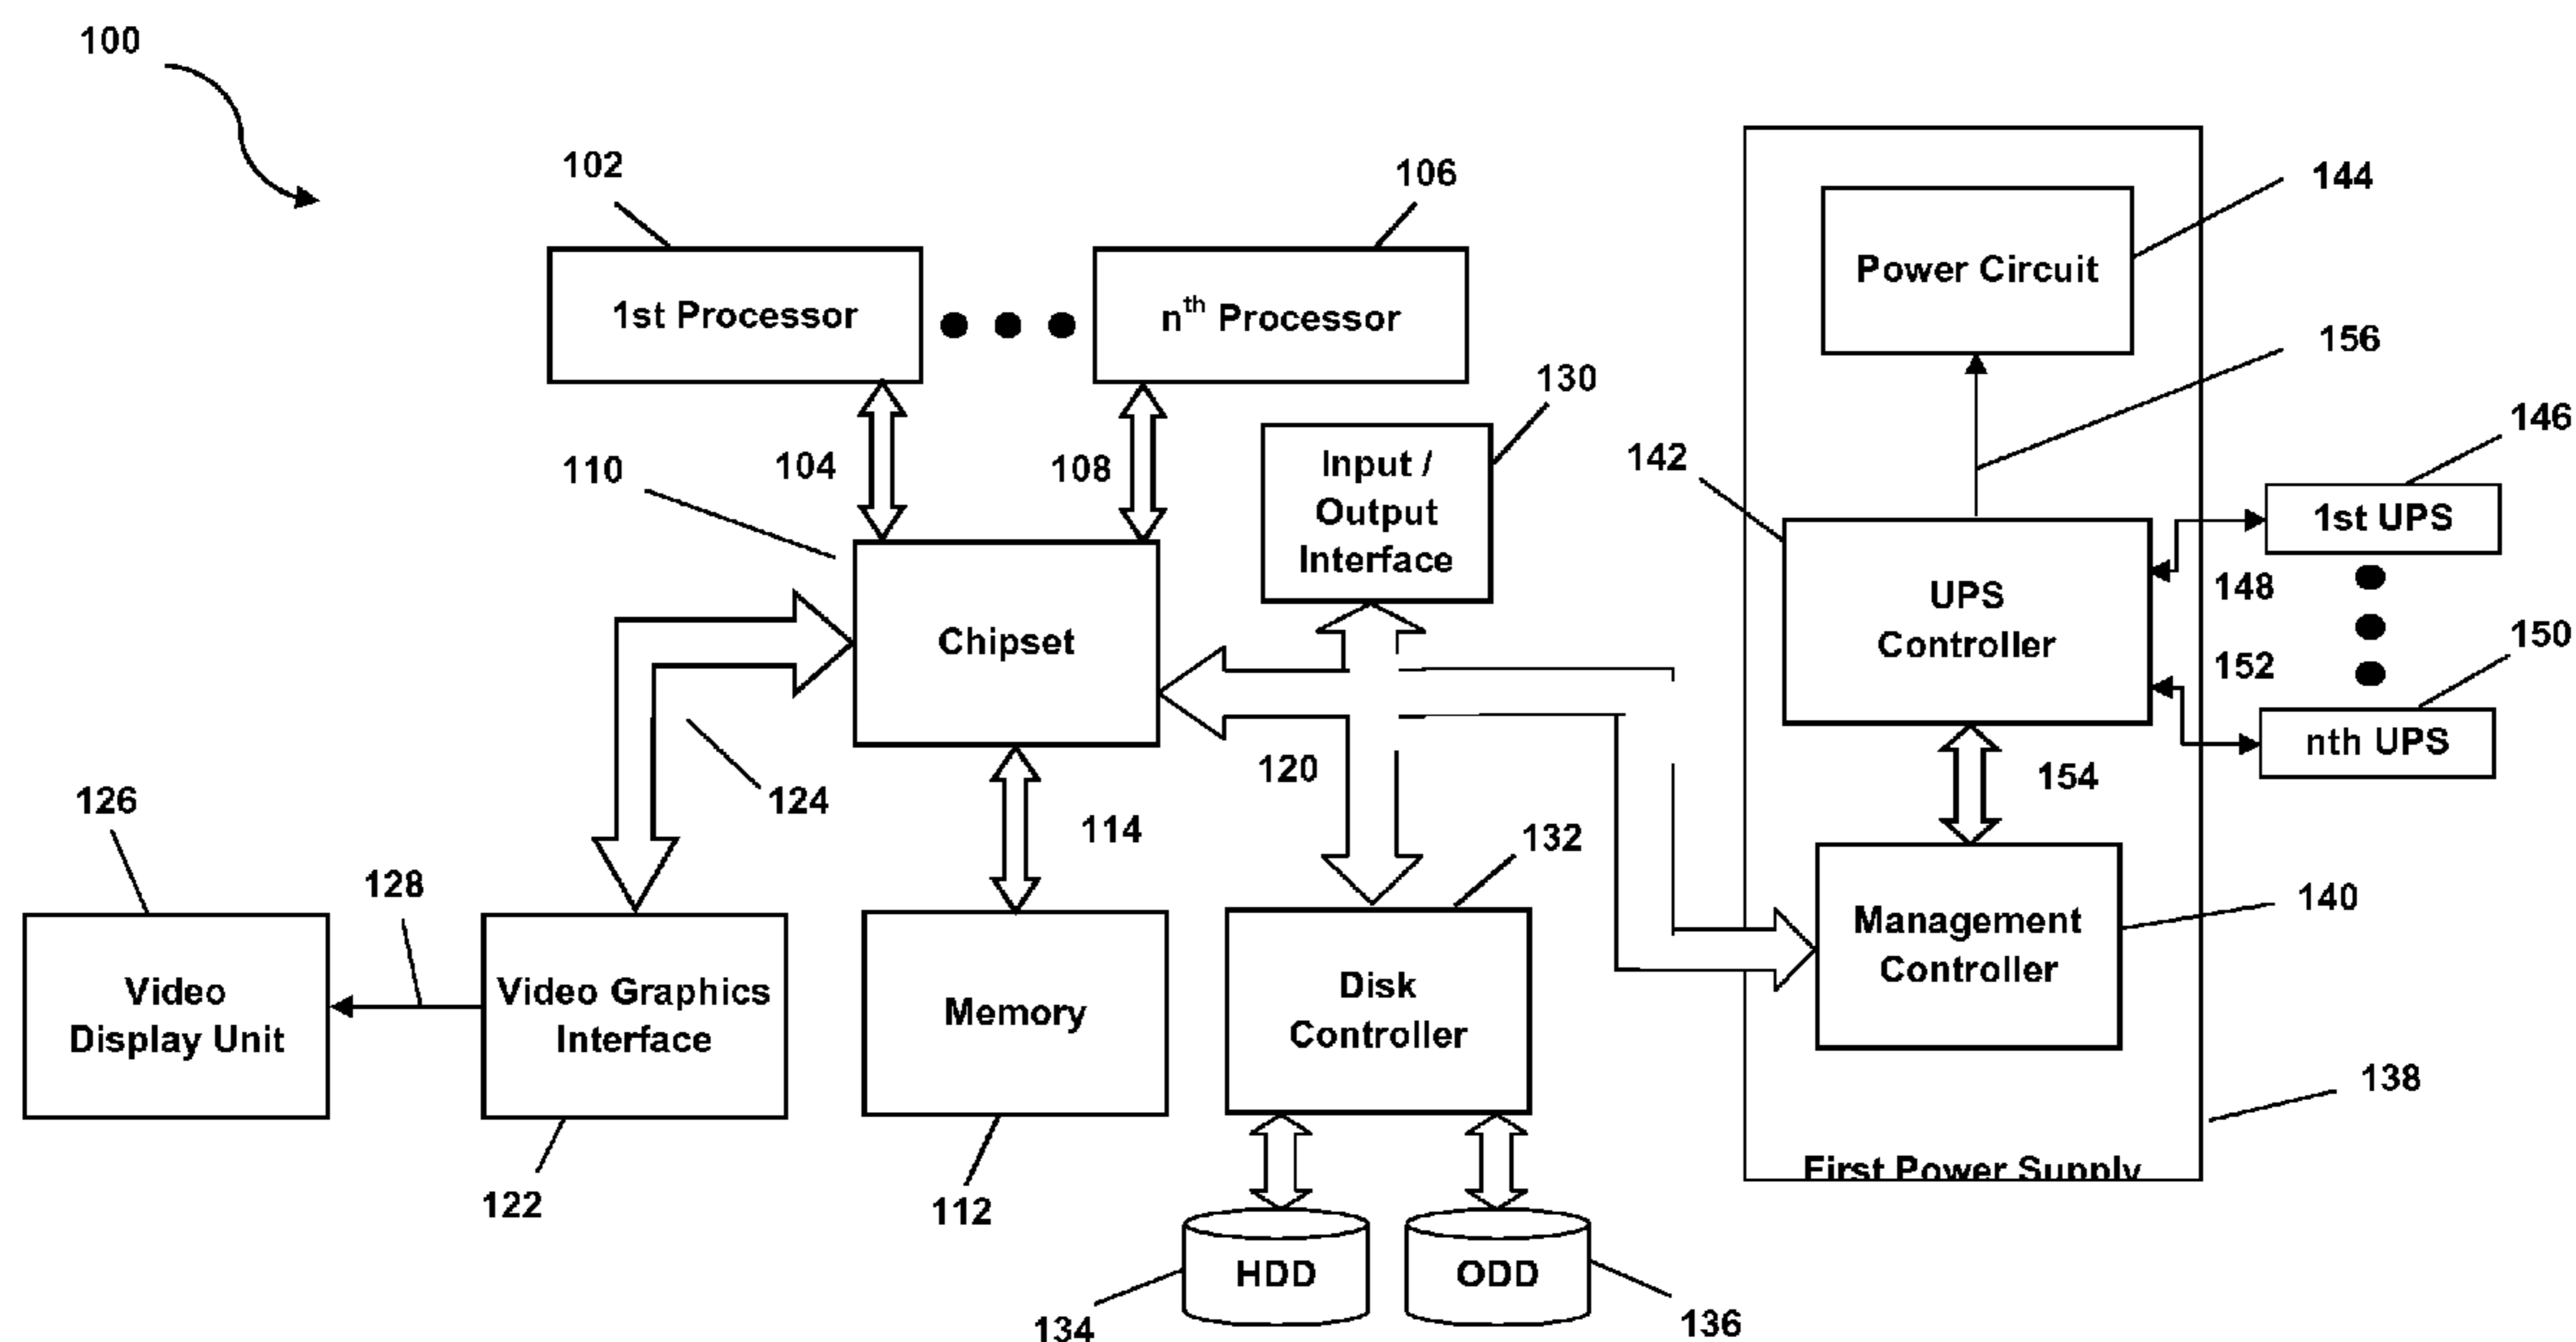 100
102
106
144
1st Processor
nth Processor
Power Circuit
156
130
146
104
108
110
142
Input /
Output
Interface
1st UPS
148
UPS
Controller
Chipset
150
152
nth UPS
120
154
124
126
114
132
128
140
Management
Controller
Video
Display Unit
Video Graphics
Interface
Memory
Disk
Controller
138
First Power Supply
122
112
HDD
ODD
134
136